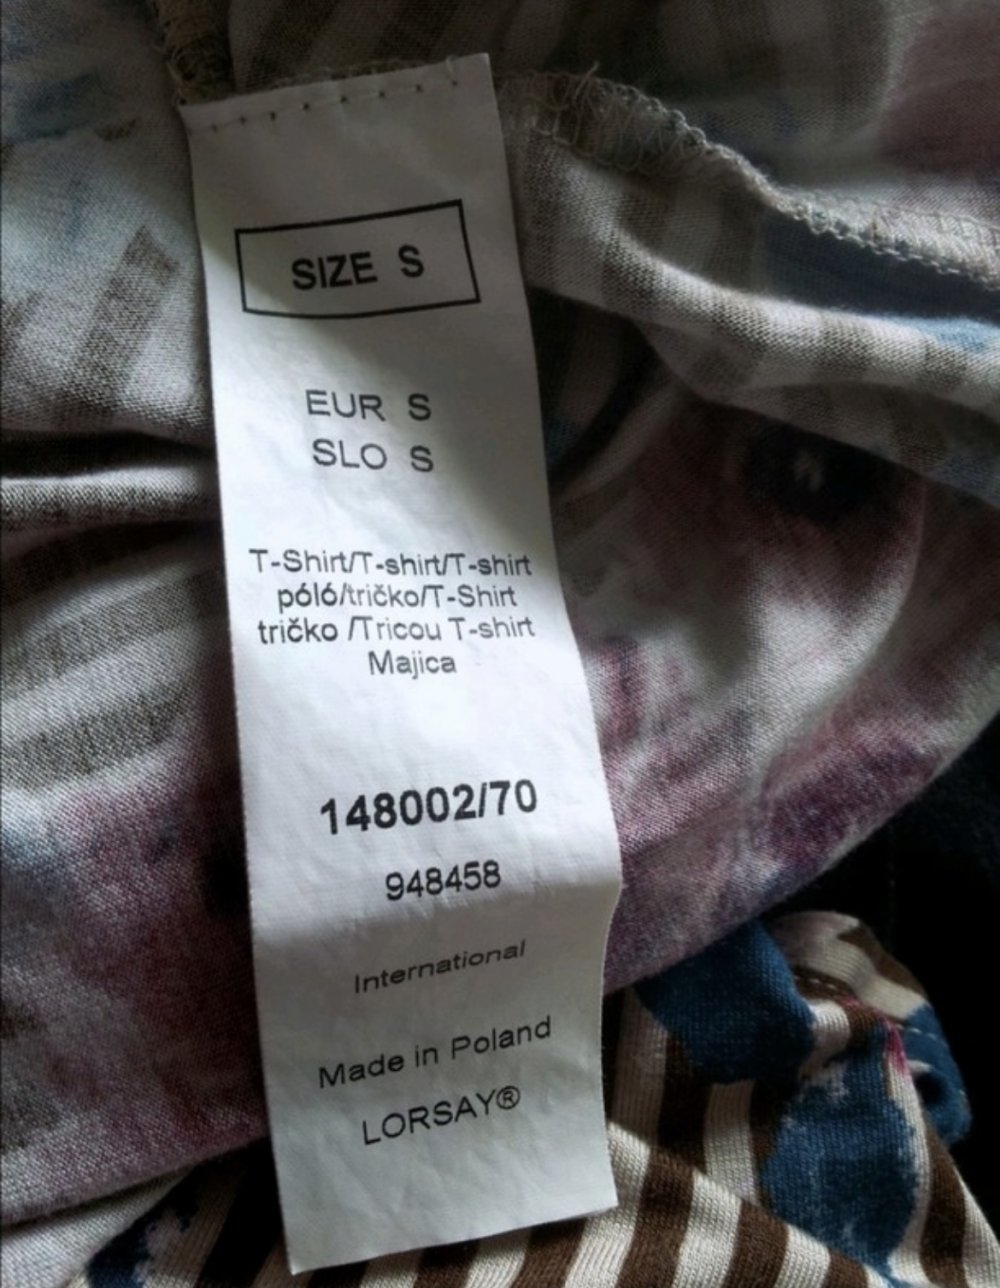 SIZE S
EUR S
SLO S
T-Shirt/T-shirt/T-shirt
póló/tričko/T-Shirt
tričko /Tricou T-shirt
Majica
148002/70
948458
International
Made in Poland
LORSAY®